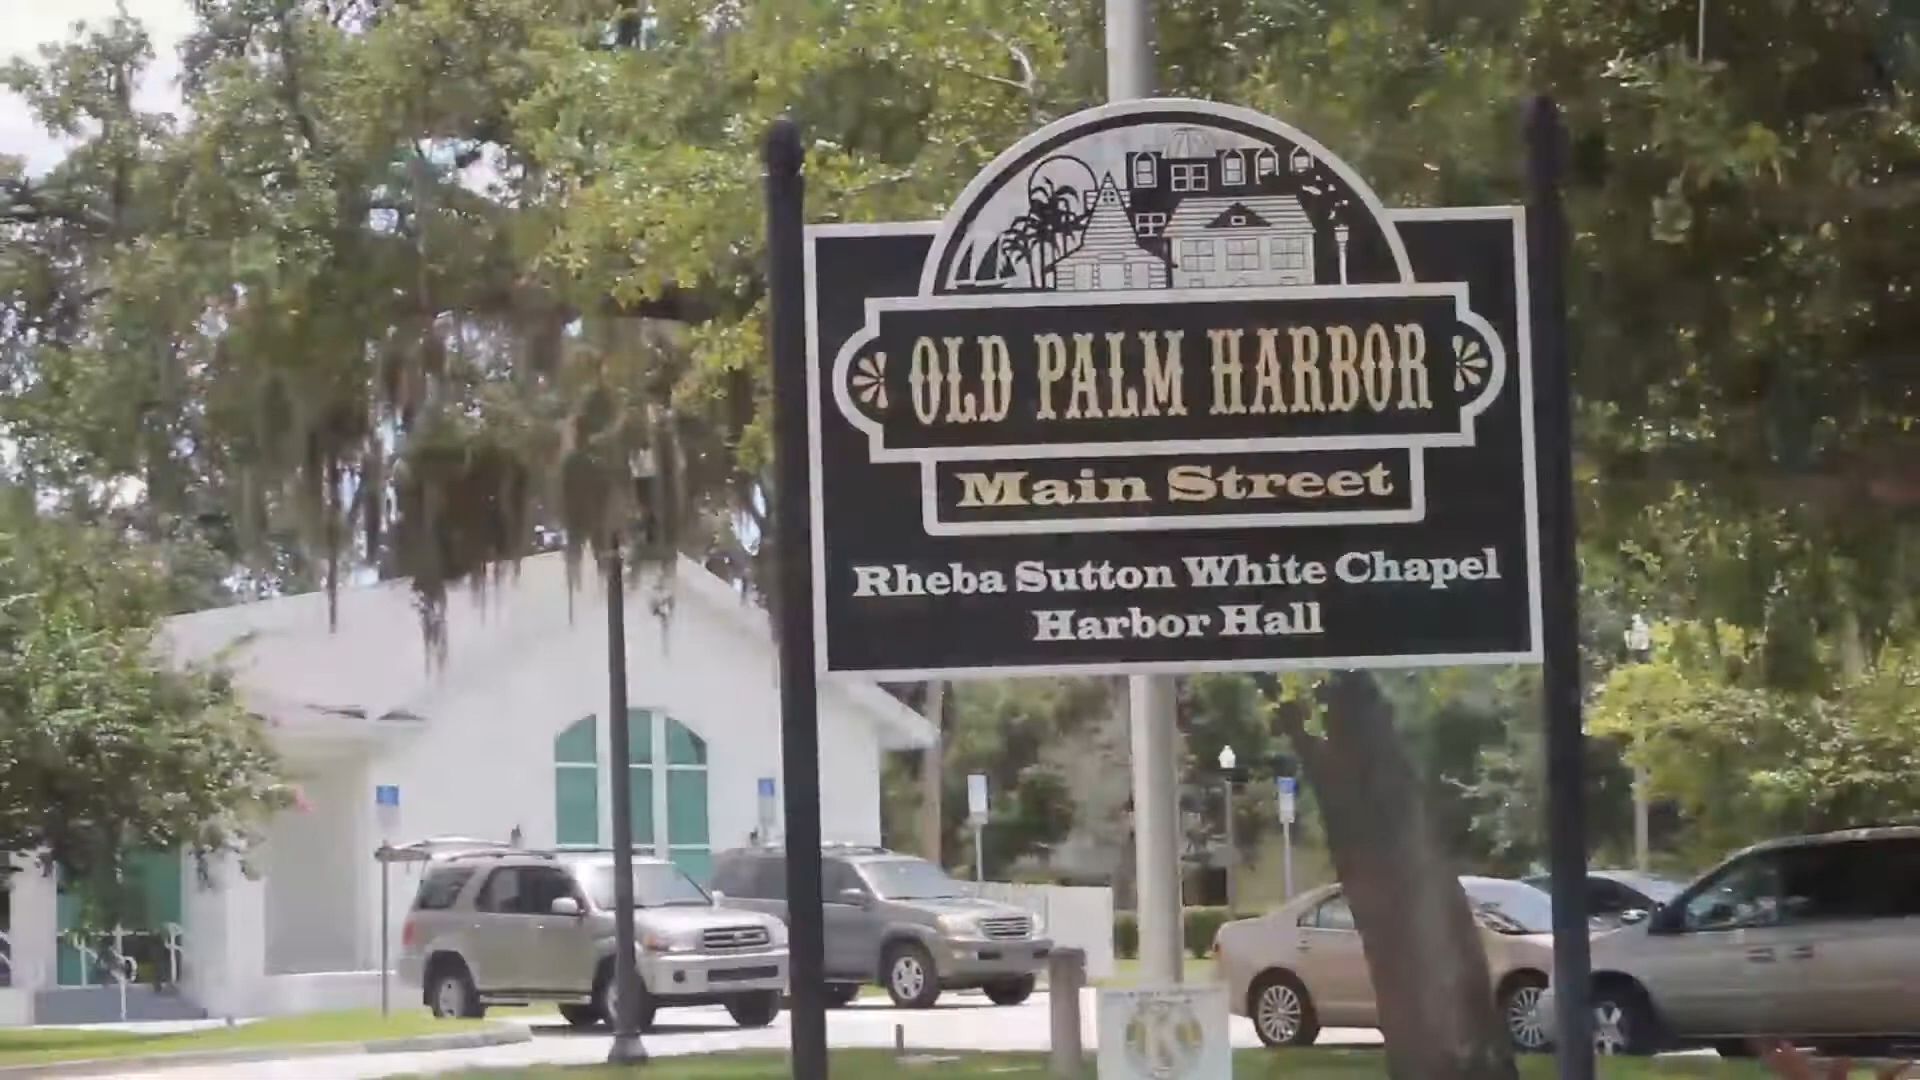 OLD PALM HARBOR
Main Street
Rheba Sutton White Chapel
Harbor Hall
K